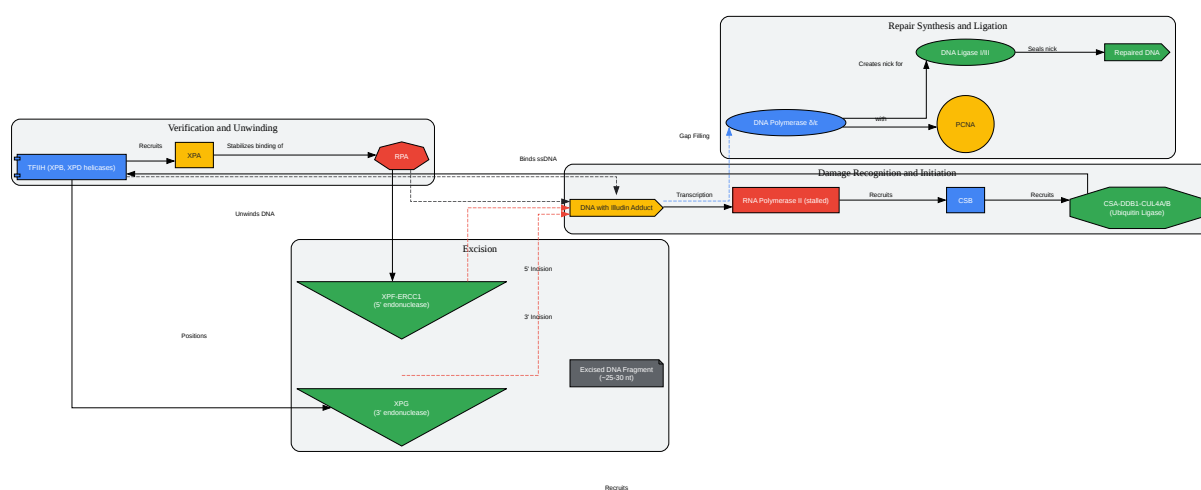 Repair Synthesis and Ligation
DNA Ligase I/III
Seals nick
Repaired DNA
Creates nick for
DNA Polymerase δ/ε
with
PCNA
Gap Filling
Verification and Unwinding
TFIIH (XPB, XPD helicases)
Recruits
XPA
Stabilizes binding of
RPA
Binds ssDNA
Damage Recognition and Initiation
DNA with Illudin Adduct
Transcription
RNA Polymerase II (stalled)
Recruits
CSB
Recruits
CSA-DDB1-CUL4A/B
(Ubiquitin Ligase)
Unwinds DNA
Excision
5' Incision
XPF-ERCC1
(5' endonuclease)
3' Incision
Positions
Excised DNA Fragment
(~25-30 nt)
XPG
(3' endonuclease)
Recruits